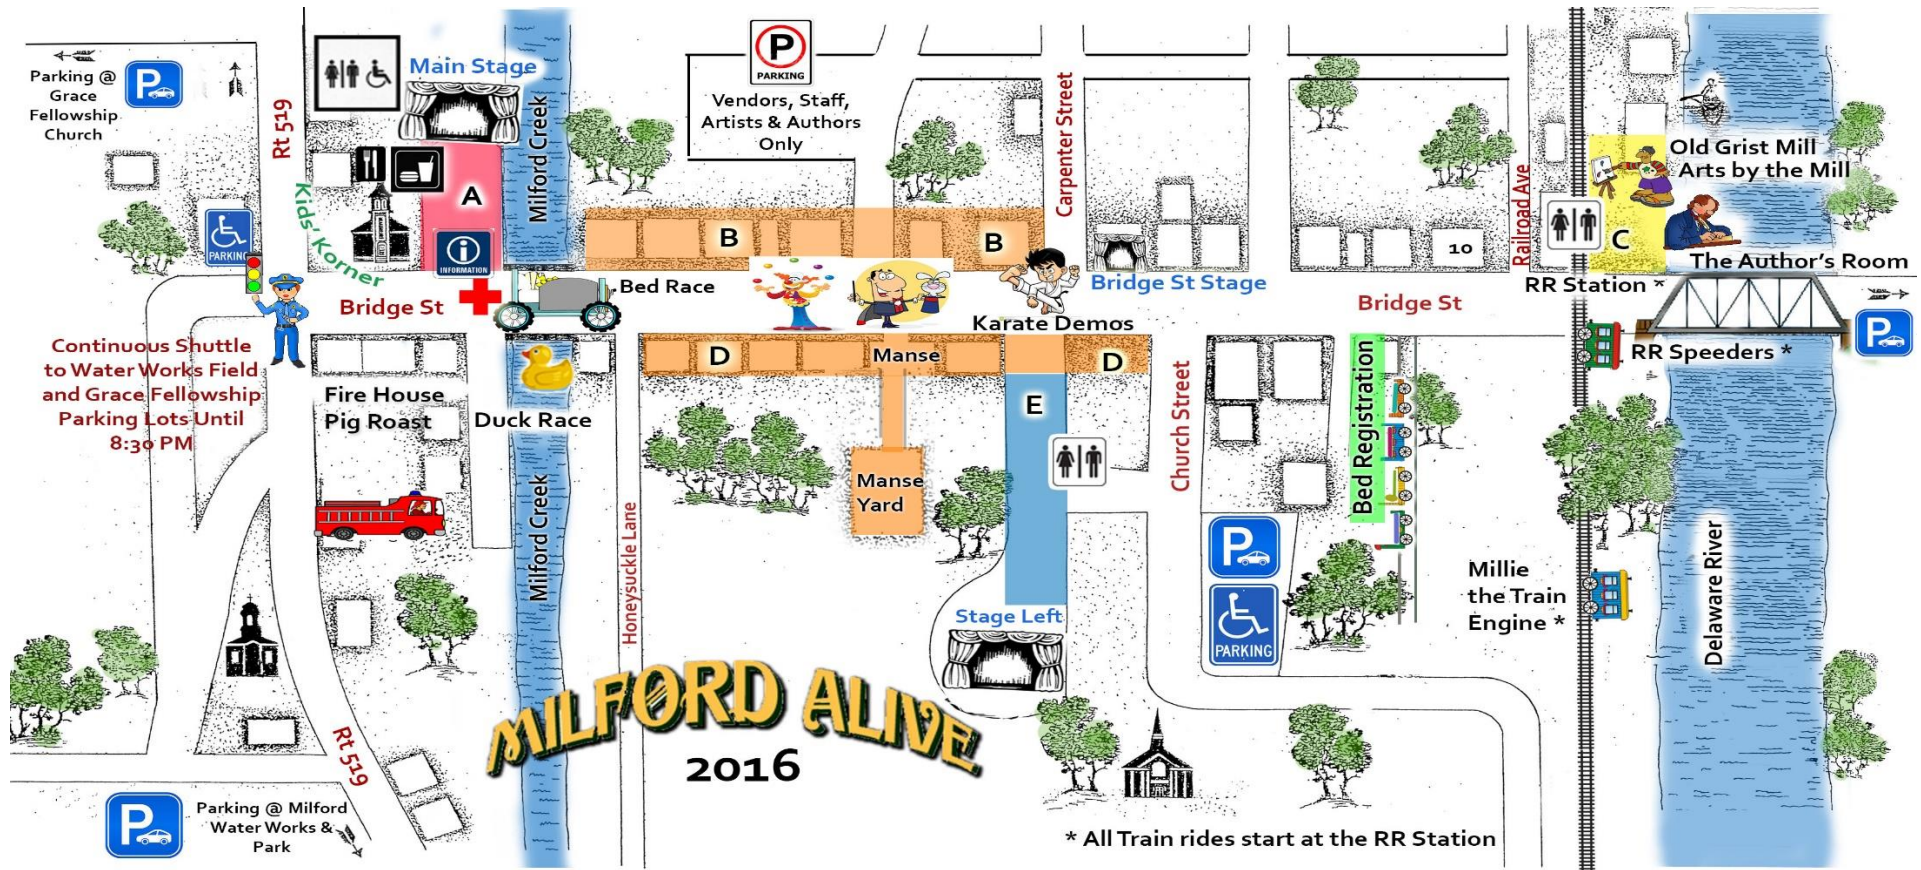 Parking @
Grace
Fellowship
Church
P
Rt 519
Main Stage
Milford Creek
P
PARKING
Vendors, Staff,
Artists & Authors
Only
Carpenter Street
Railroad Ave
Old Grist Mill
Arts by the Mill
Kids' Korner
PARKING
A
i
INFORMATION
B
B
10
C
The Author's Room
RR Station *
Bridge St
Bed Race
Karate Demos
Bridge St Stage
Bridge St
P
RR Speeders *
Continuous Shuttle
to Water Works Field
and Grace Fellowship
Parking Lots Until
8:30 PM
Fire House
Pig Roast
Duck Race
D
Manse
D
E
Manse
Yard
Church Street
Bed Registration
Milford Creek
Honeysuckle Lane
P
PARKING
Stage Left
Millie
the Train
Engine *
Delaware River
MILFORD ALIVE
2016
Rt 519
P
Parking @ Milford
Water Works &
Park
* All Train rides start at the RR Station